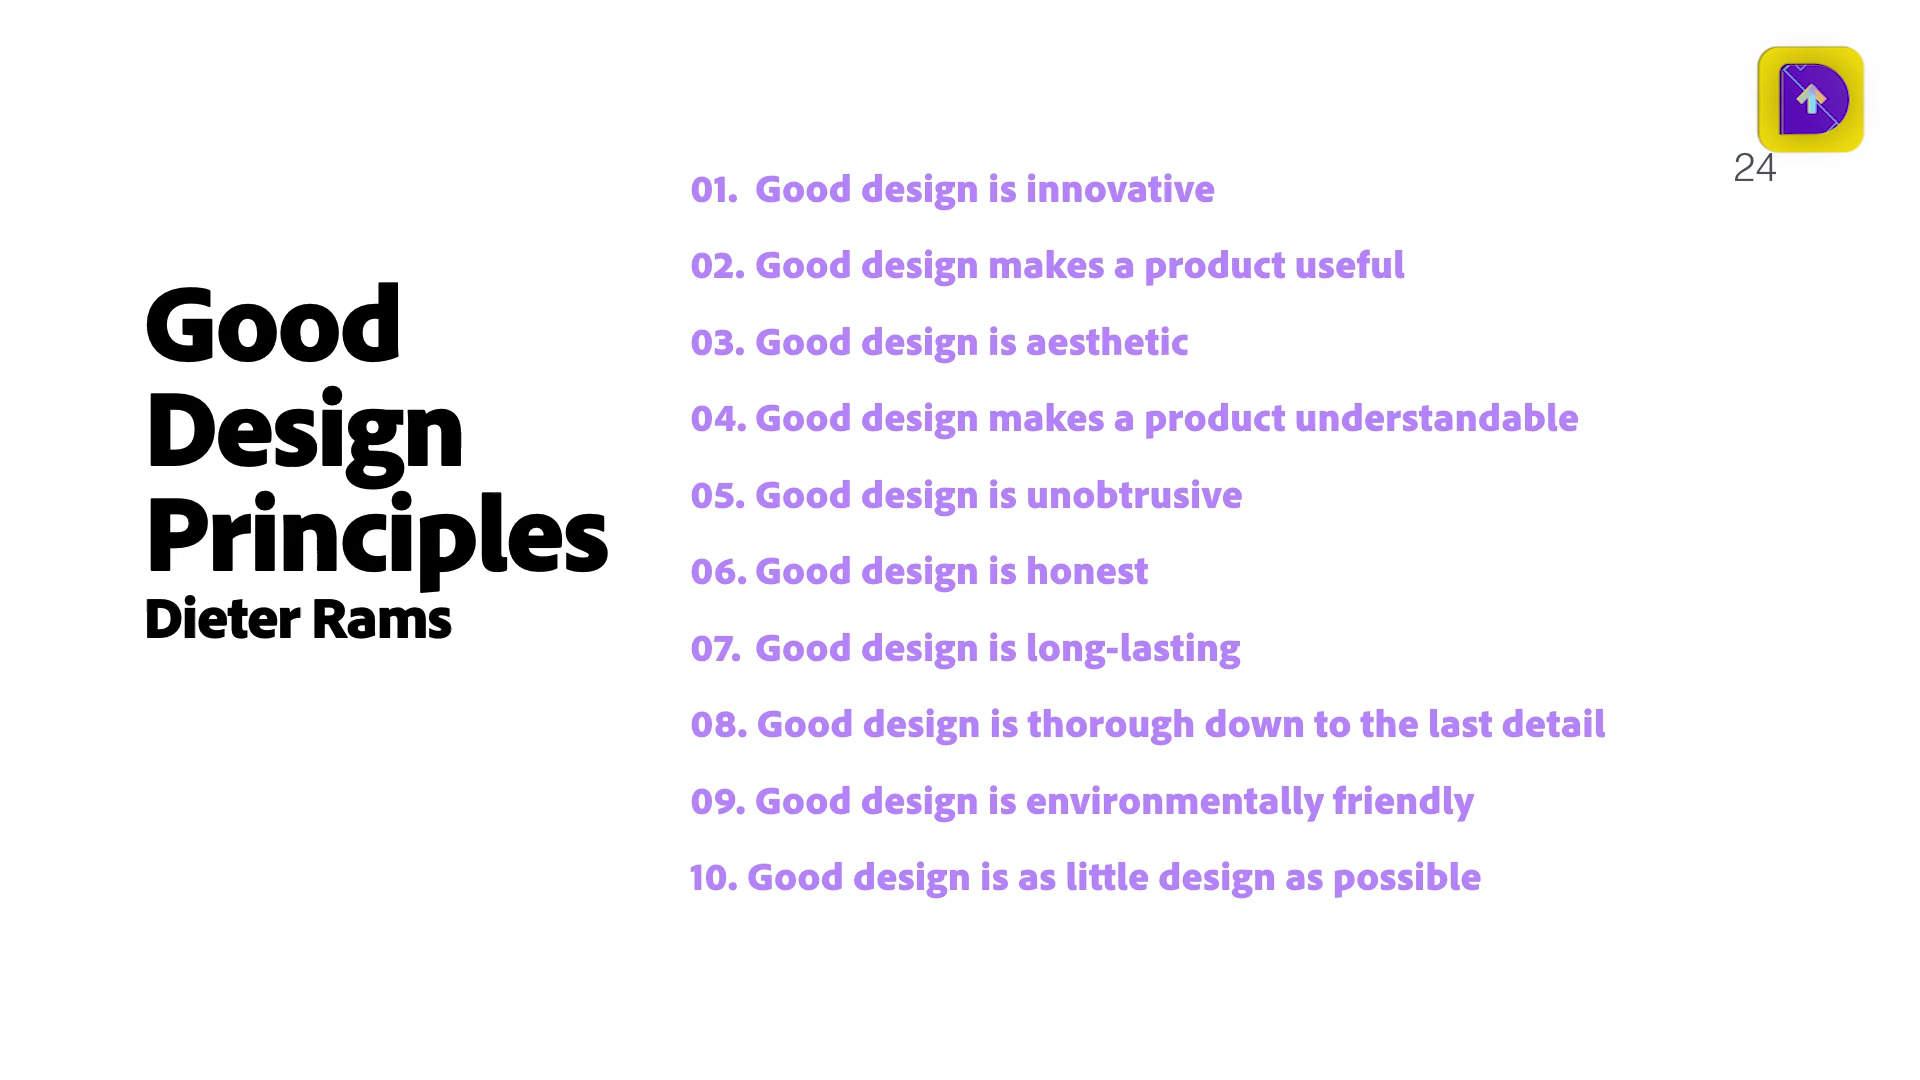 Good
Design
Principles
Dieter Rams
24
01. Good design is innovative
02. Good design makes a product useful
03. Good design is aesthetic
04. Good design makes a product understandable
05. Good design is unobtrusive
06. Good design is honest
07. Good design is long-lasting
08. Good design is thorough down to the last detail
09. Good design is environmentally friendly
10. Good design is as little design as possible